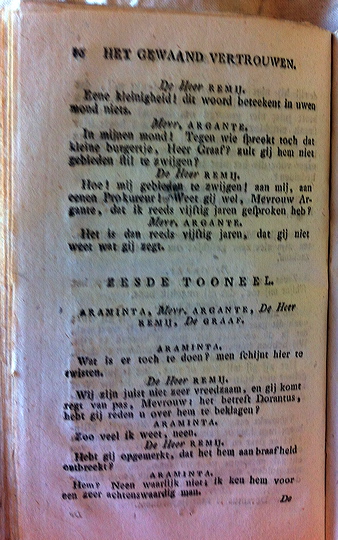 80 HET GEWAAND VERTROUWEN.
De Heer REMIJ.
Eene kleinigheid! dit woord beteekent in uwen
mond niets.
Mevr. ARGANTE.
In mijnen mond! Tegen wie spreekt toch dat
kleine burgertje, Heer Graaf? zult gij hem niet
gebieden stil te zwijgen?
De Heer REMIJ.
Hoe! mij gebieden te zwijgen! aan mij, aan
eenen Prokureur! Weet gij wel, Mevrouw Ar-
gante, dat ik reeds vijftig jaren gesproken heb?
Mevr. ARGANTE.
Het is dan reeds vijftig jaren, dat gij niet
weet wat gij zegt.
ZESDE TOONEEL.
ARAMINTA, Mevr. ARGANTE, De Heer
REMIJ, De GRAAF.
ARAMINTA.
Wat is er toch te doen? men schijnt hier te
twisten.
De Heer REMIJ.
Wij zijn juist niet zeer vreedzaam, en gij komt
regt van pas, Mevrouw: het betreft Dorantus,
hebt gij reden u over hem te beklagen?
ARAMINTA.
Zoo veel ik weet, neen.
De Heer REMIJ.
Hebt gij opgemerkt, dat het hem aan braafheid
ontbreekt?
ARAMINTA.
Hem? Neen waarlijk niet; ik ken hem voor
een zeer achtenswaardig man.
De